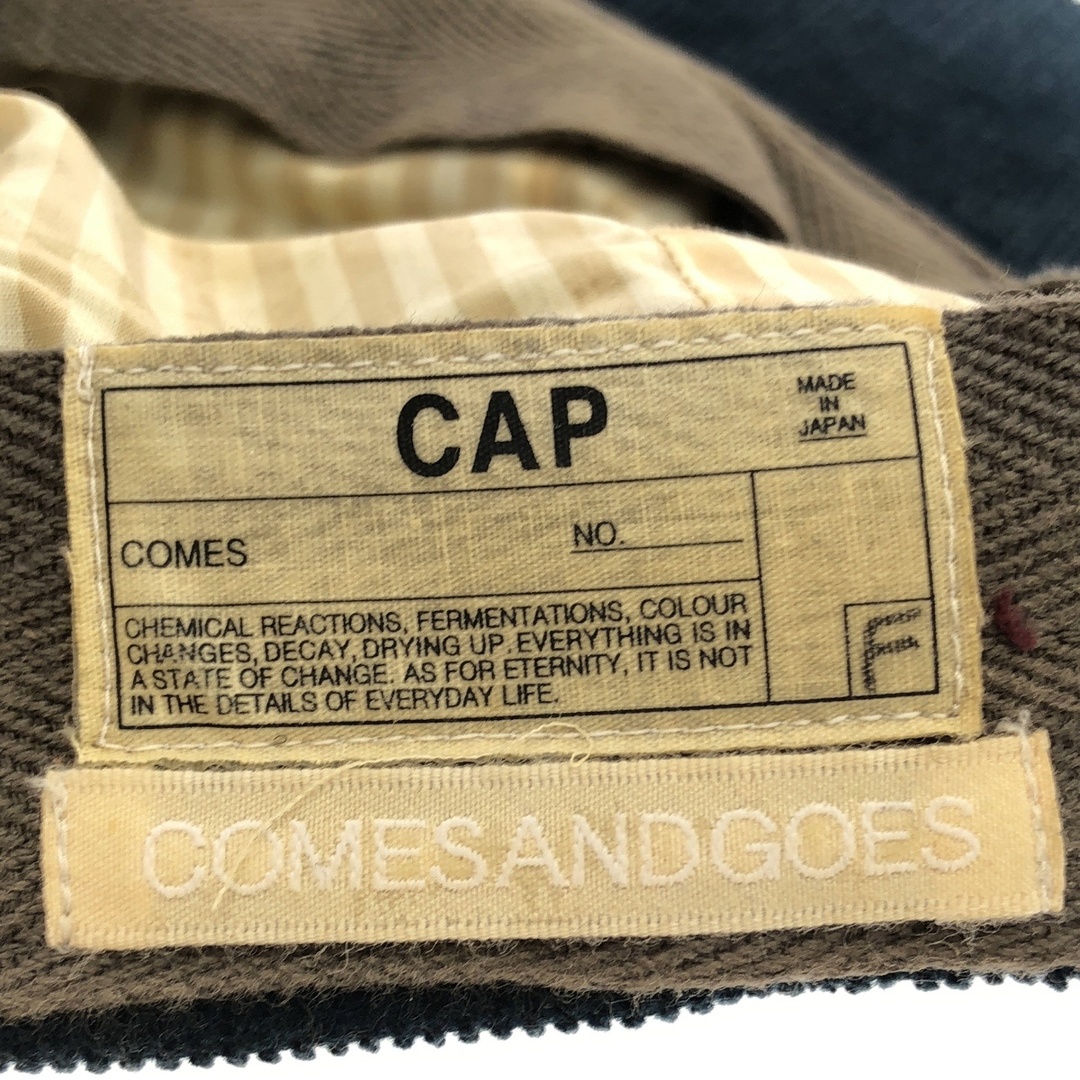 CAP
MADE
IN
JAPAN
COMES
NO.
CHEMICAL REACTIONS, FERMENTATIONS, COLOUR
CHANGES, DECAY, DRYING UP. EVERYTHING IS IN
A STATE OF CHANGE. AS FOR ETERNITY, IT IS NOT
IN THE DETAILS OF EVERYDAY LIFE.
COMESANDGOES